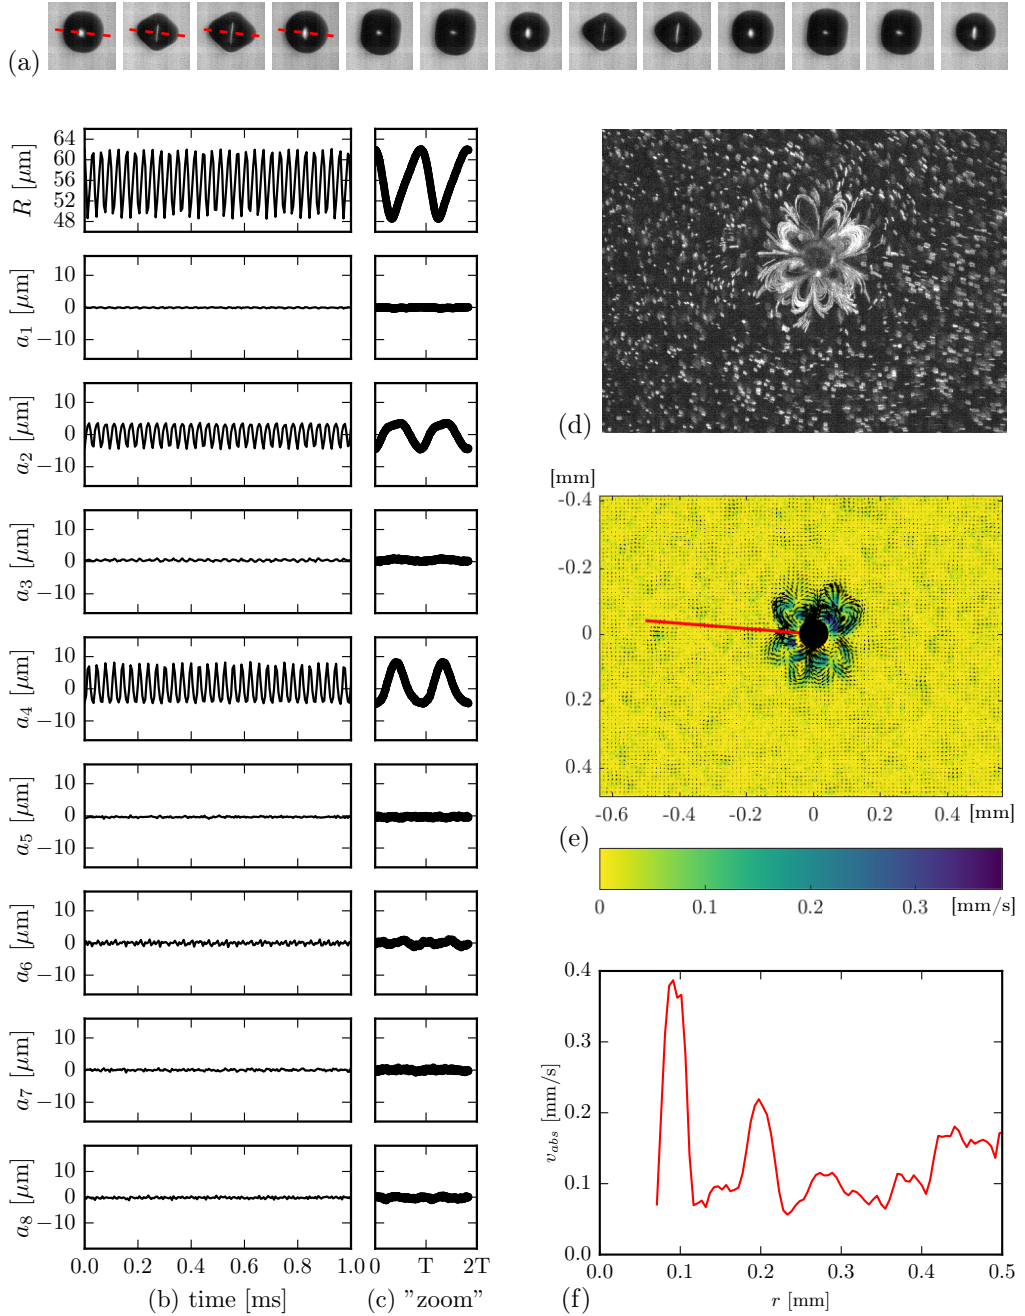 (a)
R [μm]
64
60
56
52
48
a1 [μm]
10
0
−10
a2 [μm]
10
0
−10
a3 [μm]
10
0
−10
a4 [μm]
10
0
−10
a5 [μm]
10
0
−10
a6 [μm]
10
0
−10
a7 [μm]
10
0
−10
a8 [μm]
10
0
−10
0.0 0.2 0.4 0.6 0.8 1.0
(b) time [ms]
0 T 2T
(c) "zoom"
(d)
[mm]
-0.4
-0.2
0
0.2
0.4
-0.6 -0.4 -0.2 0 0.2 [mm]
(e)
0 0.1 0.2 0.3 [mm/s]
vabs [mm/s]
0.4
0.3
0.2
0.1
0.0
0.0 0.1 0.2 0.3 0.4 0.5
(f) r [mm]